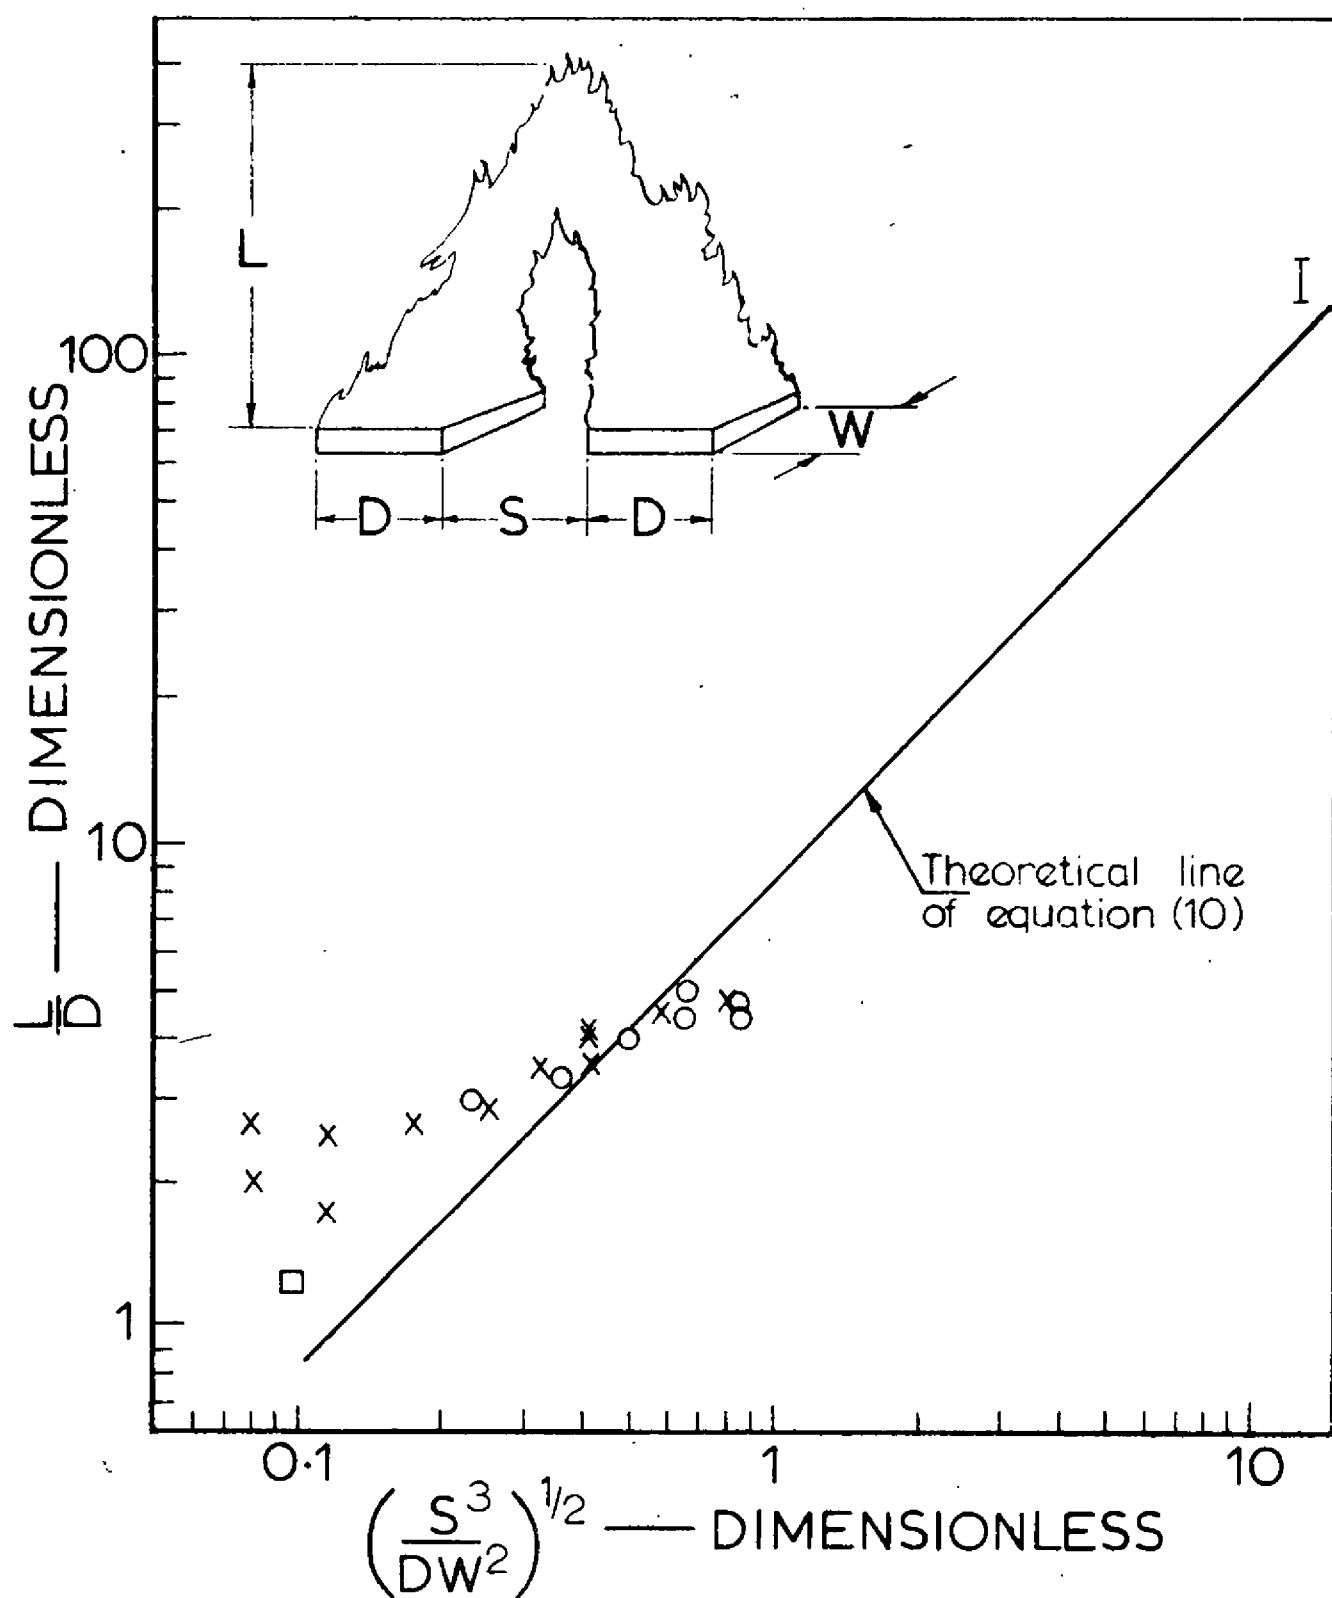 L
W
D
S
D
I
100
10
1
L/D — DIMENSIONLESS
Theoretical line
of equation (10)
0·1
1
10
(S³/DW²)^1/2 — DIMENSIONLESS